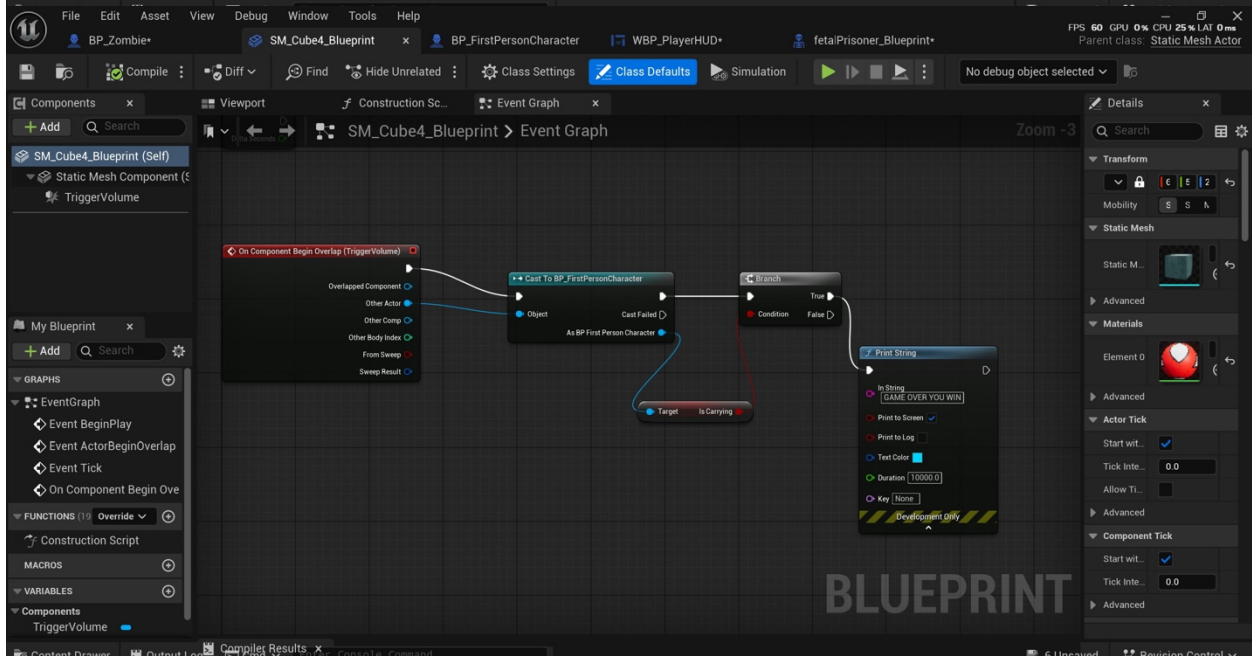 File Edit Asset View Debug Window Tools Help
FPS 60 GPU 0% CPU 25% LAT 0 ms
BP_Zombie* SM_Cube4_Blueprint × BP_FirstPersonCharacter WBP_PlayerHUD* fetalPrisoner_Blueprint* Parent class: Static Mesh Actor
Compile Diff Find Hide Unrelated Class Settings Class Defaults Simulation No debug object selected
Components × Viewport Construction Sc... Event Graph × Details ×
+ Add Search SM_Cube4_Blueprint > Event Graph Zoom -3 Search
SM_Cube4_Blueprint (Self)
Static Mesh Component (S
TriggerVolume
Transform
Mobility S S
Static Mesh
Static M...
Advanced
Materials
Element 0
Advanced
Actor Tick
Start wit...
Tick Inte... 0.0
Allow Ti...
Advanced
Component Tick
Start wit...
Tick Inte... 0.0
Advanced
On Component Begin Overlap (TriggerVolume)
Overlapped Component
Other Actor
Other Comp
Other Body Index
From Sweep
Sweep Result
Cast To BP_FirstPersonCharacter
Object Cast Failed
As BP First Person Character
Branch
True
Condition False
Target Is Carrying
Print String
In String
GAME OVER YOU WIN
Print to Screen
Print to Log
Text Color
Duration 10000.0
Key None
Development Only
BLUEPRINT
My Blueprint ×
+ Add Search
GRAPHS
EventGraph
Event BeginPlay
Event ActorBeginOverlap
Event Tick
On Component Begin Ove
FUNCTIONS (19 Override
Construction Script
MACROS
VARIABLES
Components
TriggerVolume
Compiler Results ×
Content Drawer Output Log Cmd Enter Console Command 6 Unsaved Revision Control